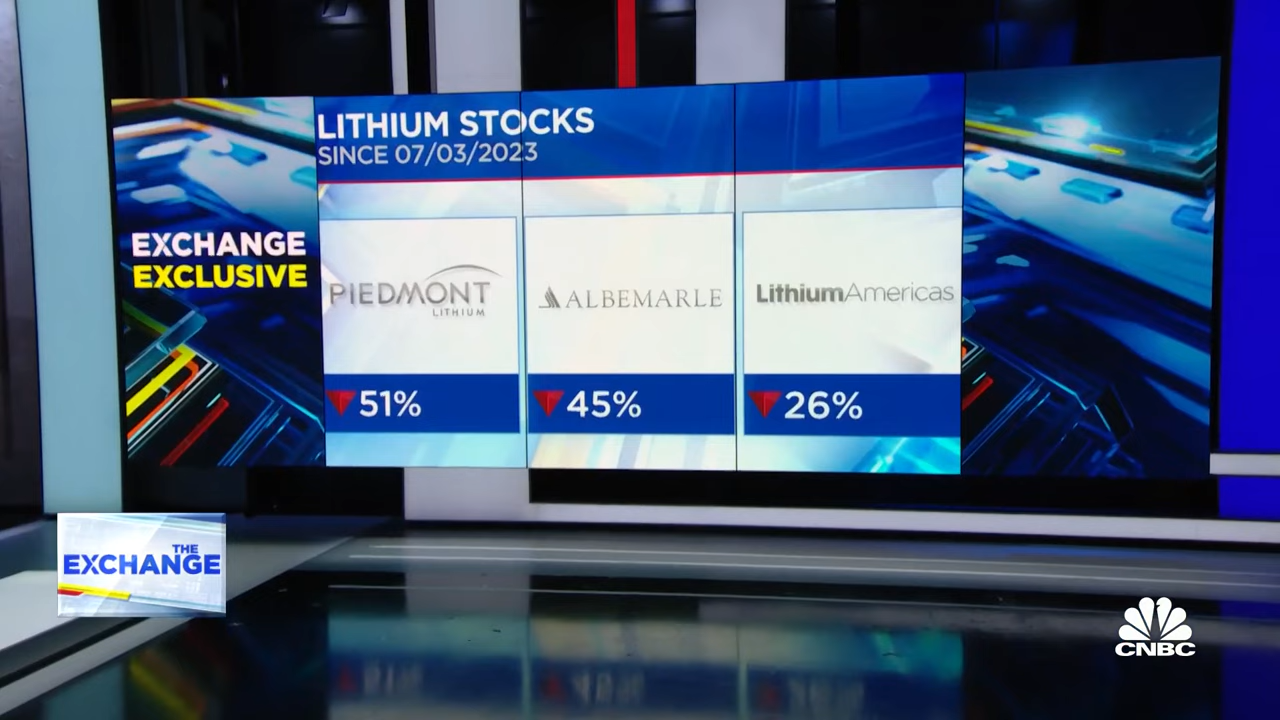 LITHIUM STOCKS
SINCE 07/03/2023
EXCHANGE
EXCLUSIVE
PIEDMONT
LITHIUM
ALBEMARLE
LithiumAmericas
51%
45%
26%
THE
EXCHANGE
CNBC